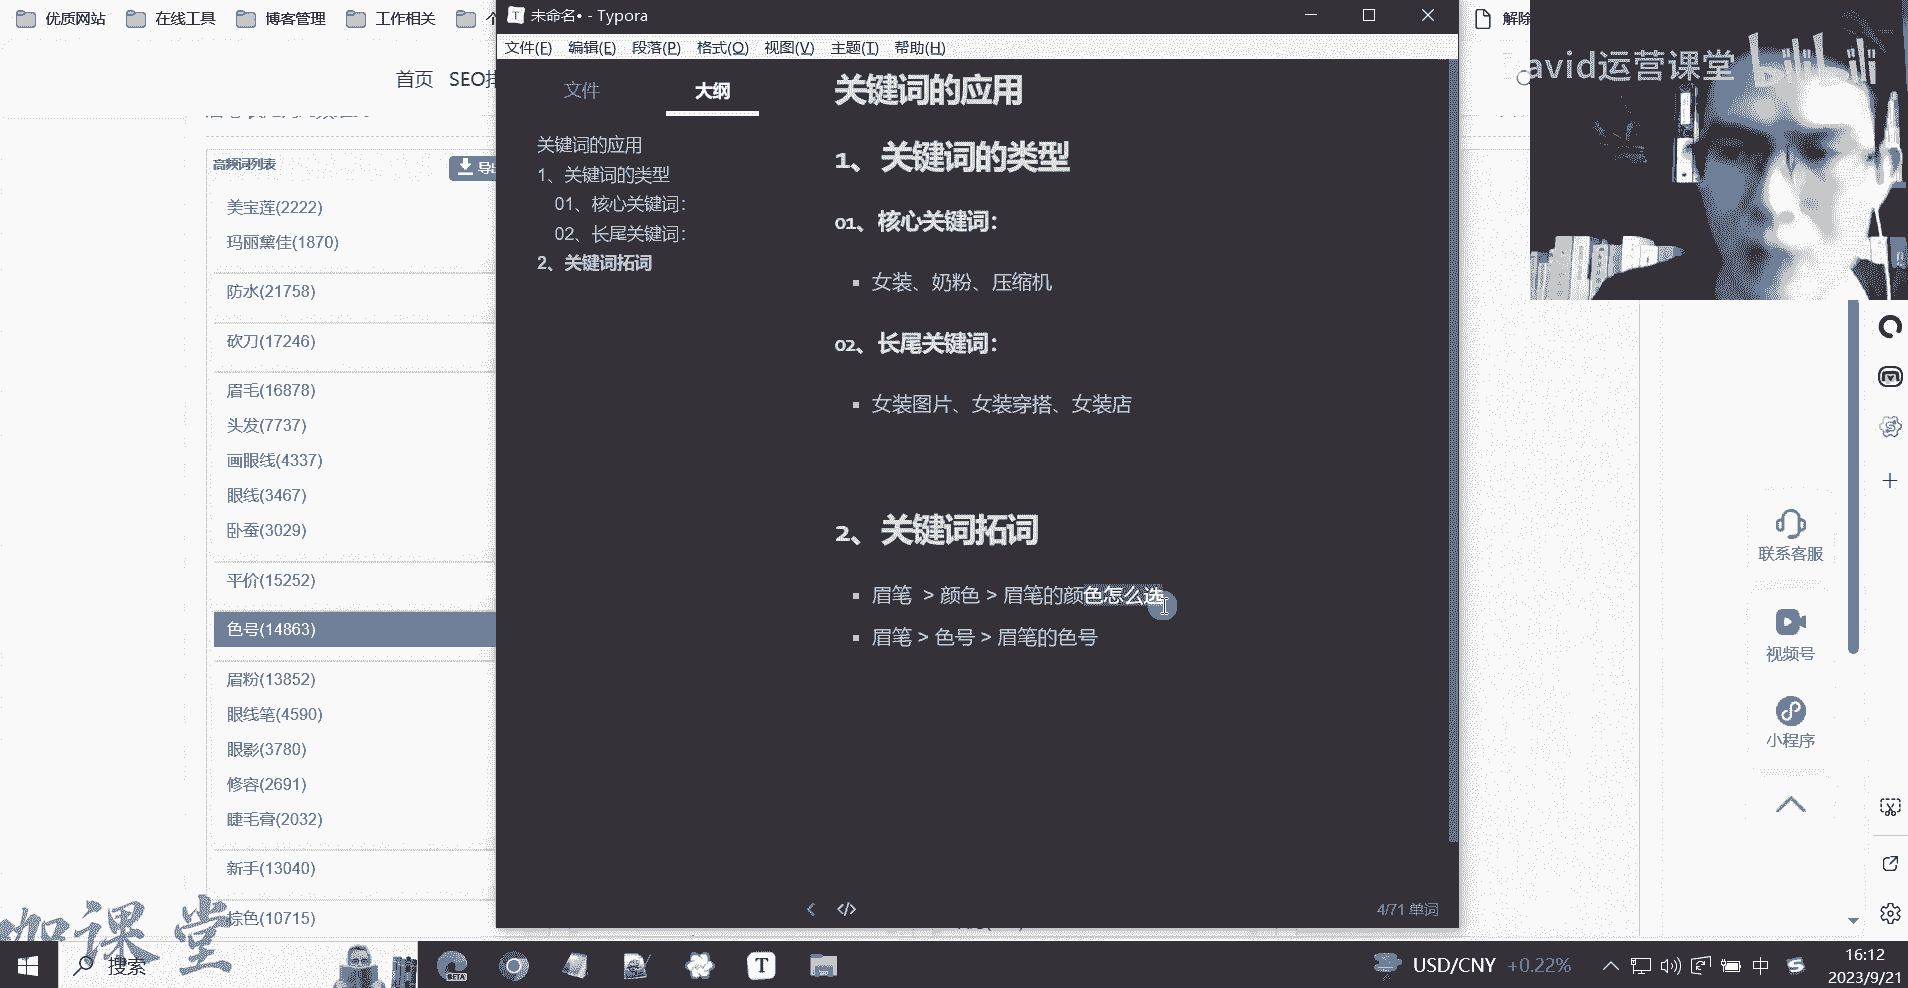 优质网站
在线工具
博客管理
工作相关
未命名• - Typora
解除
文件(F) 编辑(E) 段落(P) 格式(O) 视图(V) 主题(T) 帮助(H)
首页 SEO
文件 大纲
关键词的应用
1、关键词的类型
01、核心关键词：
02、长尾关键词：
2、关键词拓词
关键词的应用
1、 关键词的类型
01、核心关键词：
女装、奶粉、压缩机
02、长尾关键词：
女装图片、女装穿搭、女装店
2、 关键词拓词
眉笔 > 颜色 > 眉笔的颜色怎么选
眉笔 > 色号 > 眉笔的色号
4/71 单词
高频词列表
美宝莲(2222)
玛丽黛佳(1870)
防水(21758)
砍刀(17246)
眉毛(16878)
头发(7737)
画眼线(4337)
眼线(3467)
卧蚕(3029)
平价(15252)
色号(14863)
眉粉(13852)
眼线笔(4590)
眼影(3780)
修容(2691)
睫毛膏(2032)
新手(13040)
棕色(10715)
avid运营课堂
联系客服
视频号
小程序
咖课堂
搜索
BETA
USD/CNY +0.22%
中
16:12
2023/9/21